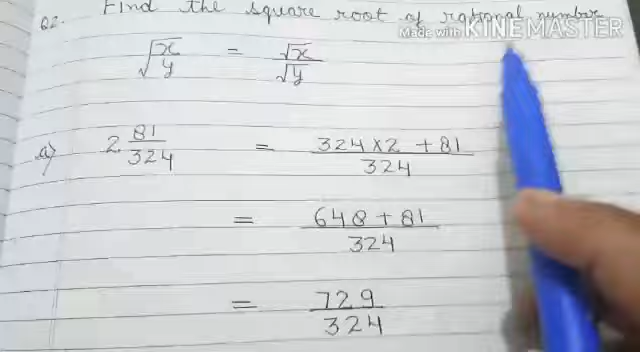 Q2. Find the square root of rational number
Made with KINEMASTER
√x/y = √x/√y
a) 2 81/324 = 324×2+81/324
= 648+81/324
= 729/324